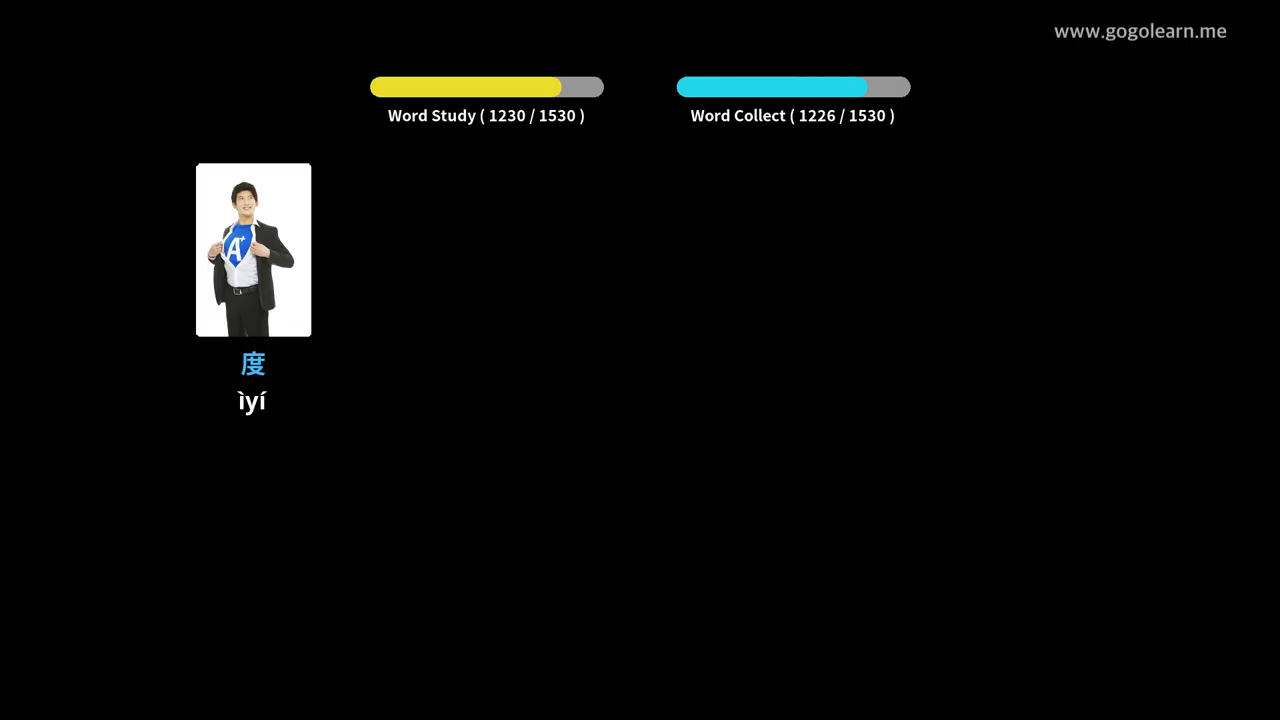 www.gogolearn.me
Word Study ( 1230 / 1530 )
Word Collect ( 1226 / 1530 )
A+
度
ìyí